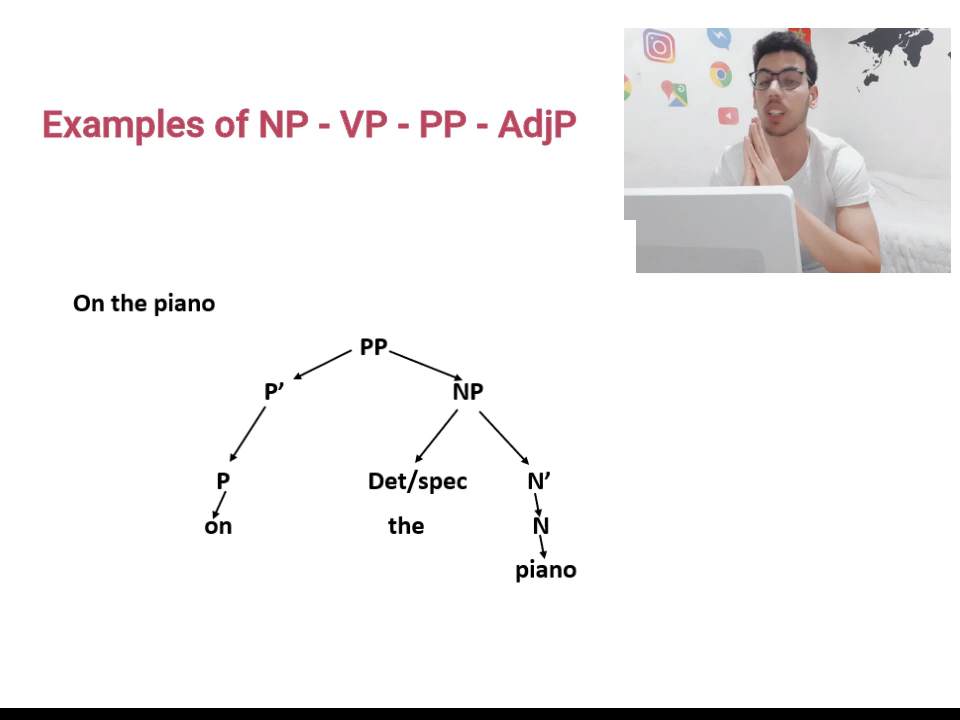 Examples of NP - VP - PP - AdjP
On the piano
PP
P’ NP
P Det/spec N’
on the N
piano